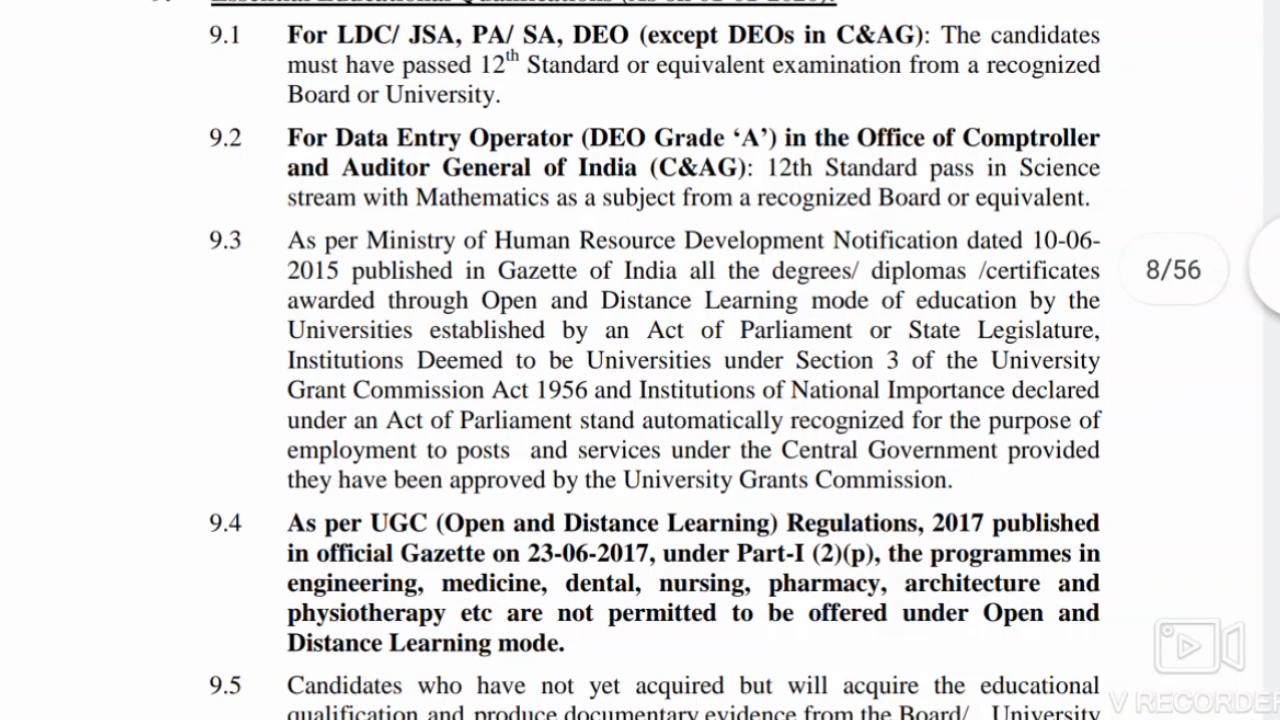 9.1 For LDC/ JSA, PA/ SA, DEO (except DEOs in C&AG): The candidates
must have passed 12th Standard or equivalent examination from a recognized
Board or University.
9.2 For Data Entry Operator (DEO Grade ‘A’) in the Office of Comptroller
and Auditor General of India (C&AG): 12th Standard pass in Science
stream with Mathematics as a subject from a recognized Board or equivalent.
9.3 As per Ministry of Human Resource Development Notification dated 10-06-
2015 published in Gazette of India all the degrees/ diplomas /certificates
awarded through Open and Distance Learning mode of education by the
Universities established by an Act of Parliament or State Legislature,
Institutions Deemed to be Universities under Section 3 of the University
Grant Commission Act 1956 and Institutions of National Importance declared
under an Act of Parliament stand automatically recognized for the purpose of
employment to posts and services under the Central Government provided
they have been approved by the University Grants Commission.
8/56
9.4 As per UGC (Open and Distance Learning) Regulations, 2017 published
in official Gazette on 23-06-2017, under Part-I (2)(p), the programmes in
engineering, medicine, dental, nursing, pharmacy, architecture and
physiotherapy etc are not permitted to be offered under Open and
Distance Learning mode.
9.5 Candidates who have not yet acquired but will acquire the educational
qualification and produce documentary evidence from the Board/ University
V RECORDER